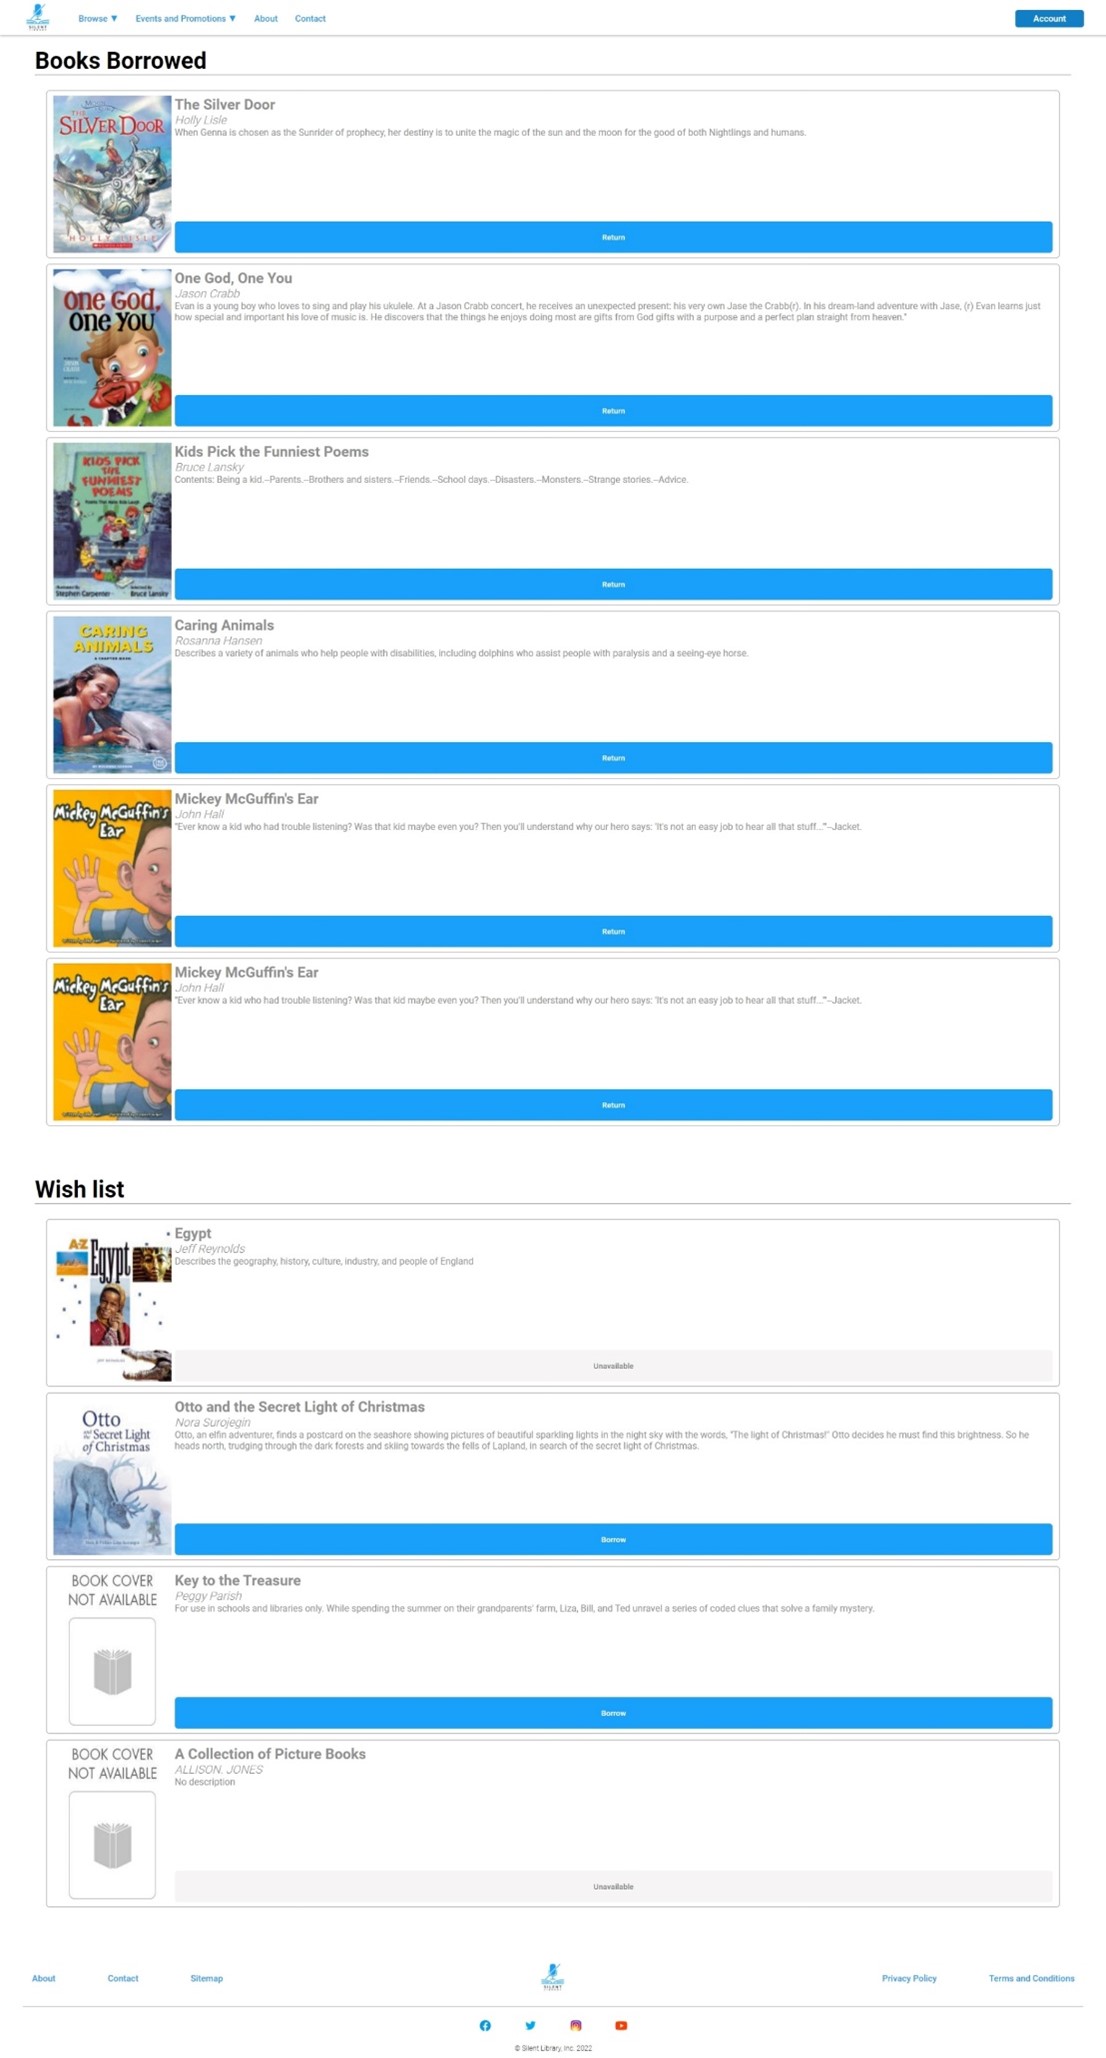 SILENT
Browse ▼
Events and Promotions ▼
About
Contact
Account
Books Borrowed
THE
SILVER DOOR
HOLLY LISLE
The Silver Door
Holly Lisle
When Genna is chosen as the Sunrider of prophecy, her destiny is to unite the magic of the sun and the moon for the good of both Nightlings and humans.
Return
One God,
One You
One God, One You
Jason Crabb
Evan is a young boy who loves to sing and play his ukulele. At a Jason Crabb concert, he receives an unexpected present: his very own Jase the Crabb(r). In his dream-land adventure with Jase, (r) Evan learns just
how special and important his love of music is. He discovers that the things he enjoys doing most are gifts from God gifts with a purpose and a perfect plan straight from heaven."
Return
KIDS PICK
THE
FUNNIEST
POEMS
Stephen Carpenter
Bruce Lansky
Kids Pick the Funniest Poems
Bruce Lansky
Contents: Being a kid.--Parents.--Brothers and sisters.--Friends.--School days.--Disasters.--Monsters.--Strange stories.--Advice.
Return
CARING
ANIMALS
A CHAPTER BOOK
Caring Animals
Rosanna Hansen
Describes a variety of animals who help people with disabilities, including dolphins who assist people with paralysis and a seeing-eye horse.
Return
Mickey McGuffin's
Ear
Mickey McGuffin's Ear
John Hall
"Ever know a kid who had trouble listening? Was that kid maybe even you? Then you'll understand why our hero says: 'It's not an easy job to hear all that stuff...'"--Jacket.
Return
Mickey McGuffin's
Ear
Mickey McGuffin's Ear
John Hall
"Ever know a kid who had trouble listening? Was that kid maybe even you? Then you'll understand why our hero says: 'It's not an easy job to hear all that stuff...'"--Jacket.
Return
Wish list
A-Z
Egypt
JEFF REYNOLDS
Egypt
Jeff Reynolds
Describes the geography, history, culture, industry, and people of England
Unavailable
Otto
and the
Secret Light
of Christmas
Otto and the Secret Light of Christmas
Nora Surojegin
Otto, an elfin adventurer, finds a postcard on the seashore showing pictures of beautiful sparkling lights in the night sky with the words, "The light of Christmas!" Otto decides he must find this brightness. So he
heads north, trudging through the dark forests and skiing towards the fells of Lapland, in search of the secret light of Christmas.
Borrow
BOOK COVER
NOT AVAILABLE
Key to the Treasure
Peggy Parish
For use in schools and libraries only. While spending the summer on their grandparents' farm, Liza, Bill, and Ted unravel a series of coded clues that solve a family mystery.
Borrow
BOOK COVER
NOT AVAILABLE
A Collection of Picture Books
ALLISON. JONES
No description
Unavailable
About
Contact
Sitemap
SILENT
Privacy Policy
Terms and Conditions
© Silent Library, Inc. 2022